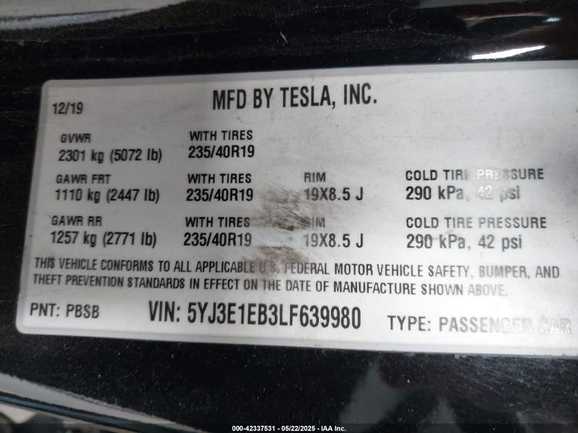 12/19 MFD BY TESLA, INC.
GVWR WITH TIRES
2301 kg (5072 lb) 235/40R19
GAWR FRT WITH TIRES RIM COLD TIRE PRESSURE
1110 kg (2447 lb) 235/40R19 19X8.5 J 290 kPa, 42 psi
GAWR RR WITH TIRES RIM COLD TIRE PRESSURE
1257 kg (2771 lb) 235/40R19 19X8.5 J 290 kPa, 42 psi
THIS VEHICLE CONFORMS TO ALL APPLICABLE U.S. FEDERAL MOTOR VEHICLE SAFETY, BUMPER, AND
THEFT PREVENTION STANDARDS IN EFFECT ON THE DATE OF MANUFACTURE SHOWN ABOVE.
PNT: PBSB VIN: 5YJ3E1EB3LF639980 TYPE: PASSENGER CAR
000-42337531 - 05/22/2025 - IAA Inc.